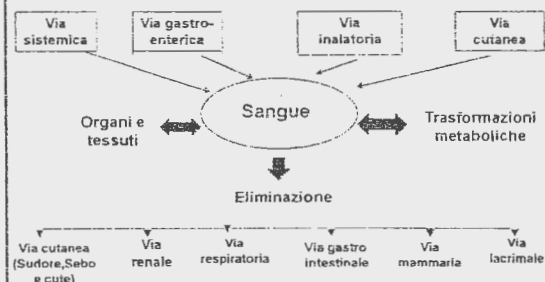 Via
sistemica
Via gastro-
enterica
Via
inalatoria
Via
cutanea
Sangue
Organi e
tessuti
Trasformazioni
metaboliche
Eliminazione
Via cutanea
(Sudore,Sebo
e cute)
Via
renale
Via
respiratoria
Via gastro
intestinale
Via
mammaria
Via
lacrimale